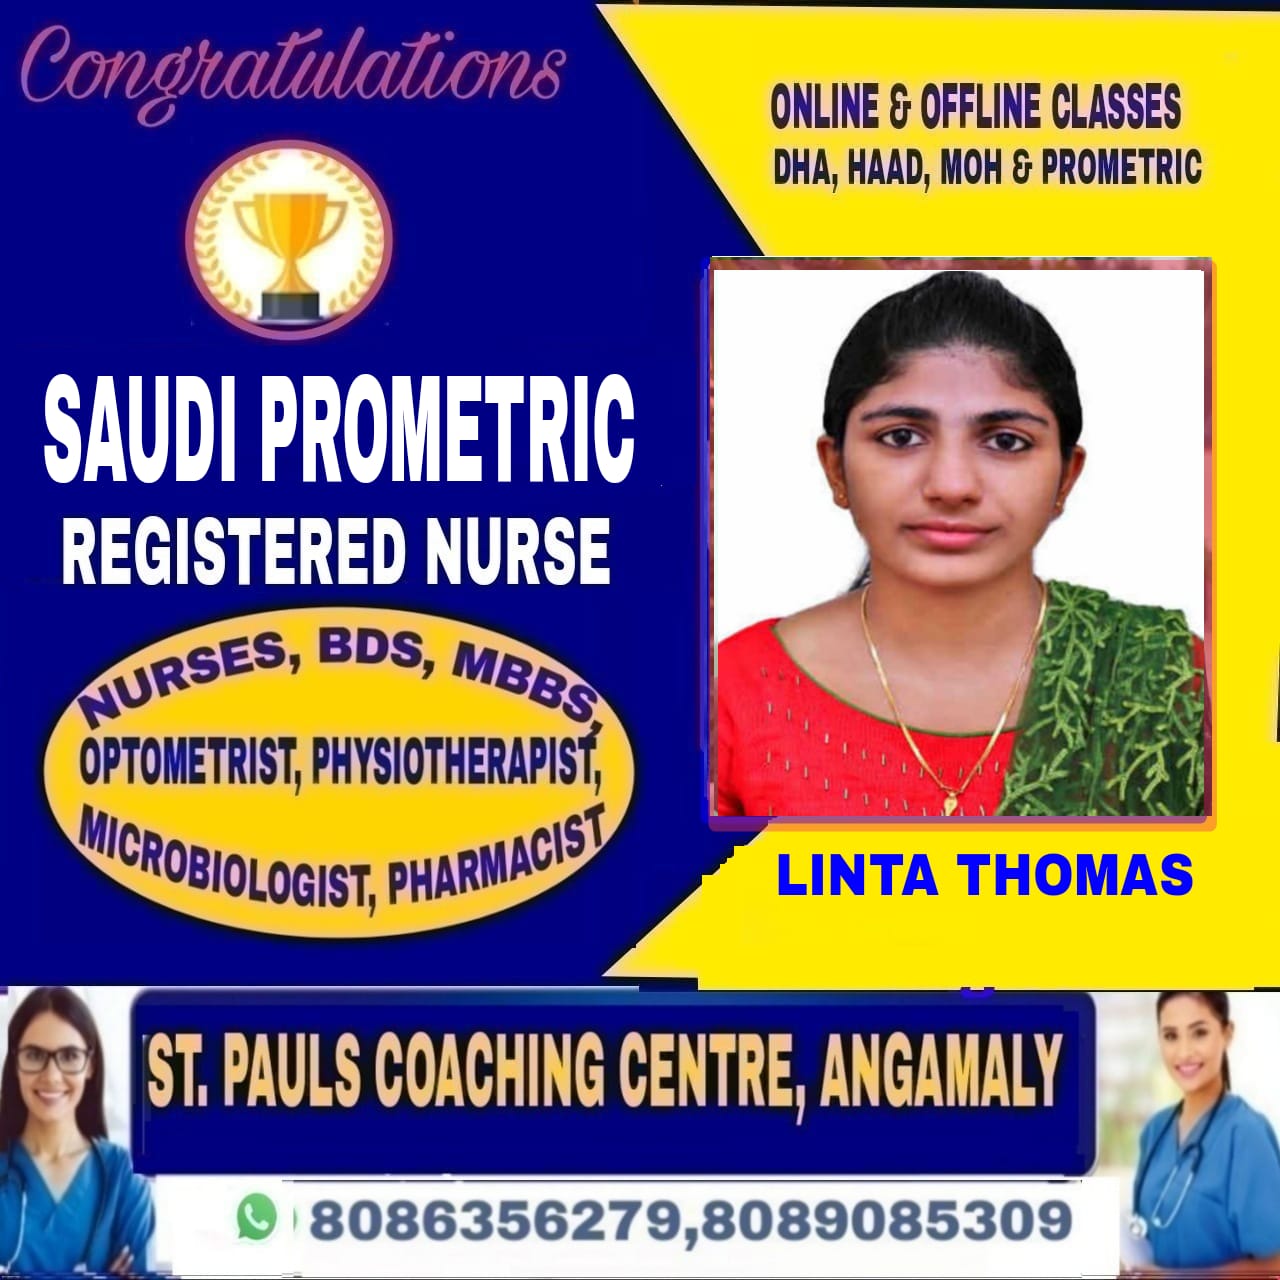 Congratulations
ONLINE & OFFLINE CLASSES
DHA, HAAD, MOH & PROMETRIC
SAUDI PROMETRIC
REGISTERED NURSE
NURSES, BDS, MBBS,
OPTOMETRIST, PHYSIOTHERAPIST,
MICROBIOLOGIST, PHARMACIST
LINTA THOMAS
ST. PAULS COACHING CENTRE, ANGAMALY
8086356279,8089085309